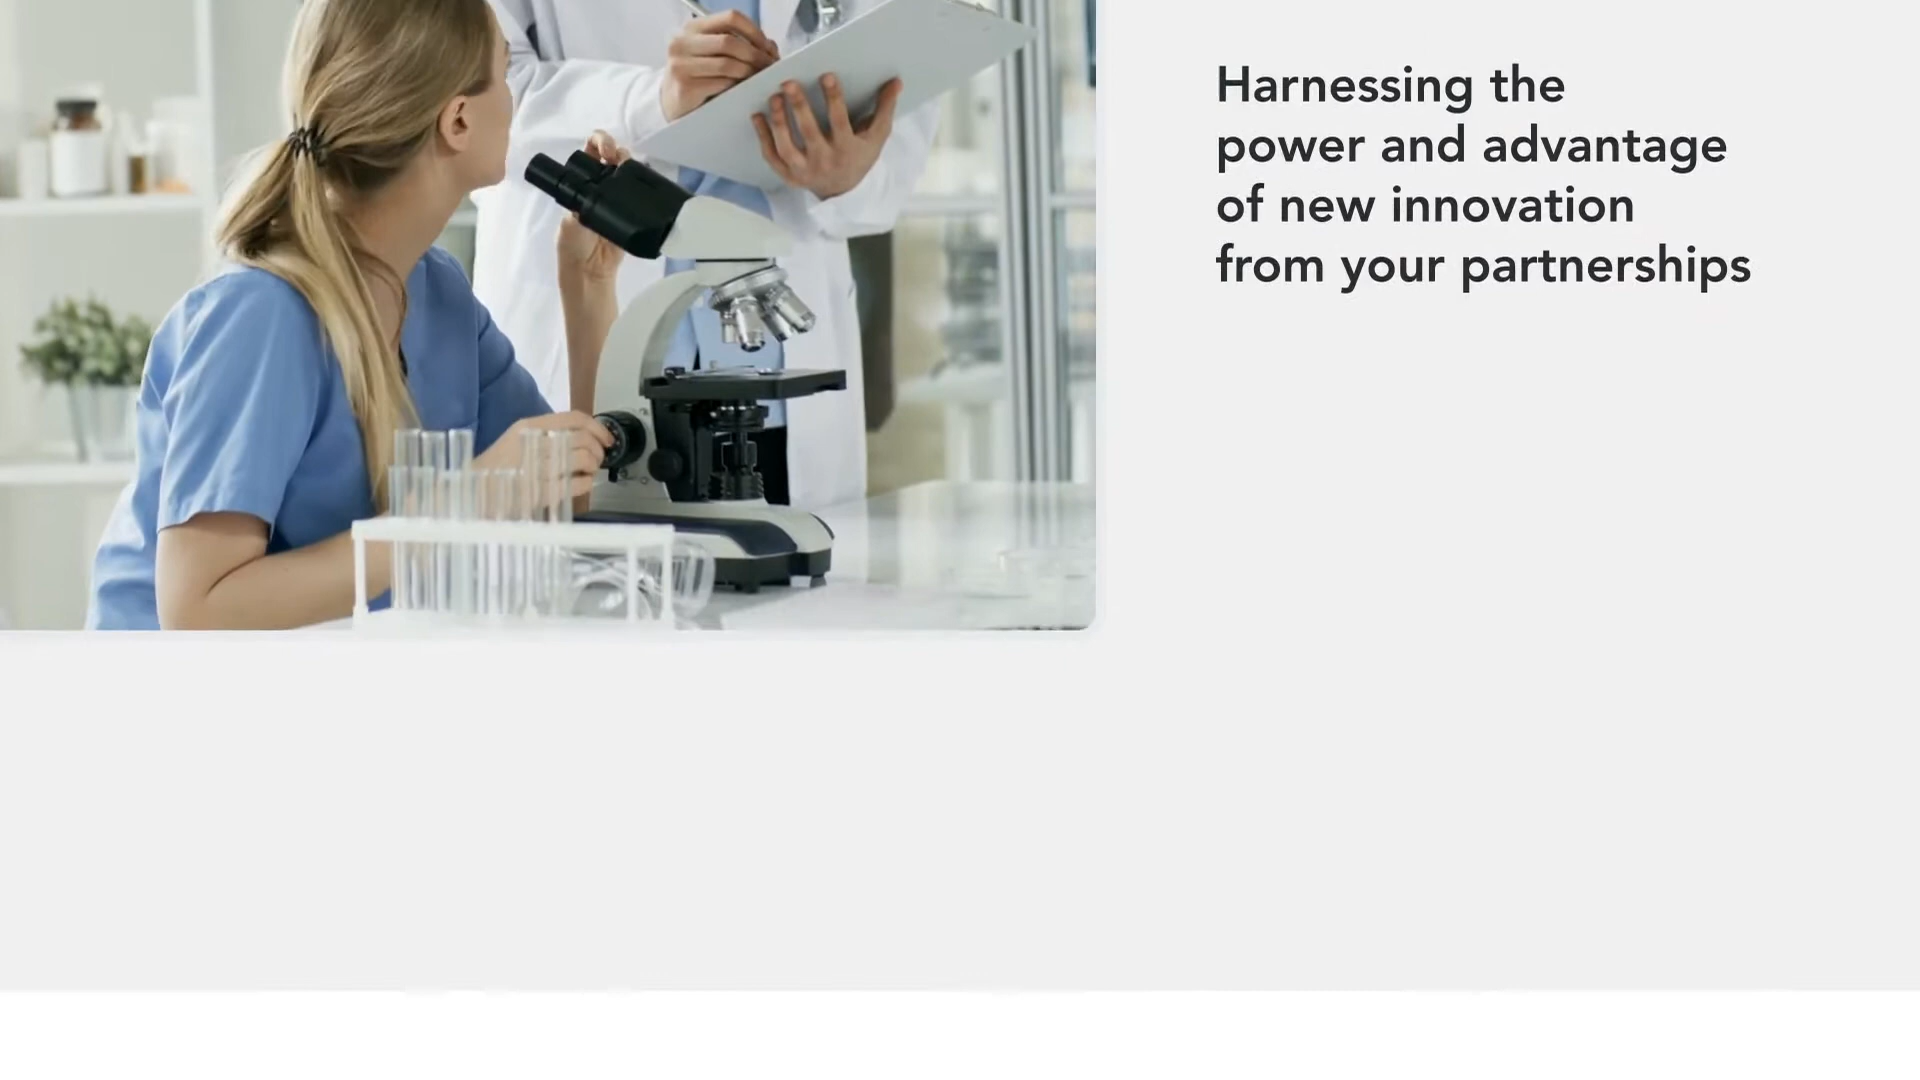 Harnessing the
power and advantage
of new innovation
from your partnerships